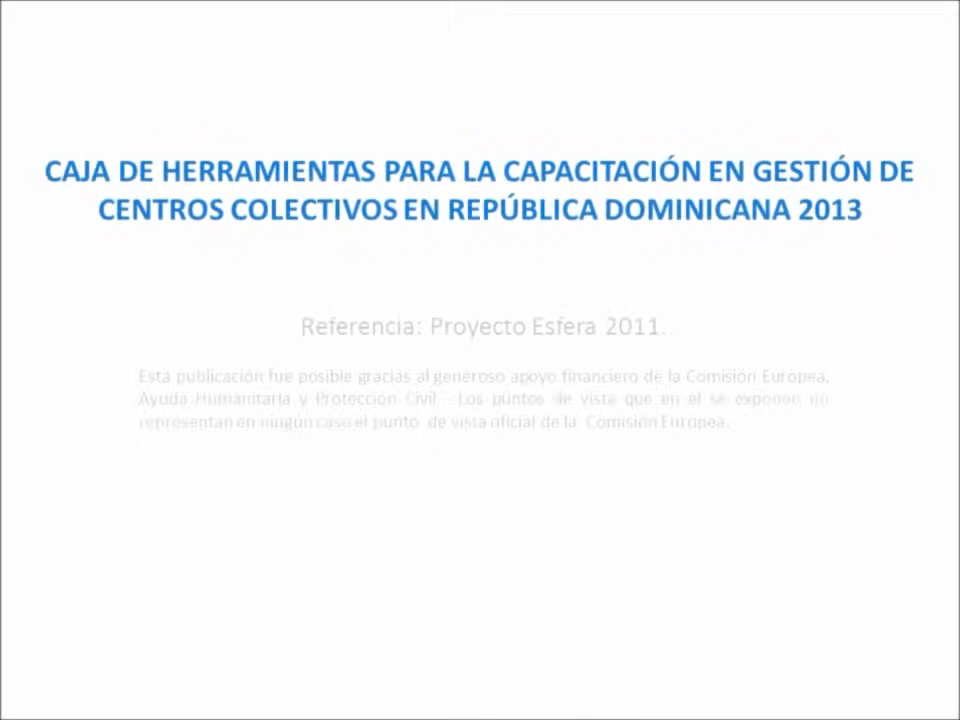 CAJA DE HERRAMIENTAS PARA LA CAPACITACIÓN EN GESTIÓN DE
CENTROS COLECTIVOS EN REPÚBLICA DOMINICANA 2013
Referencia: Proyecto Esfera 2011.
Esta publicación fue posible gracias al generoso apoyo financiero de la Comisión Europea,
Ayuda Humanitaria y Protección Civil . Los puntos de vista que en el se exponen no
representan en ningún caso el punto de vista oficial de la Comisión Europea.